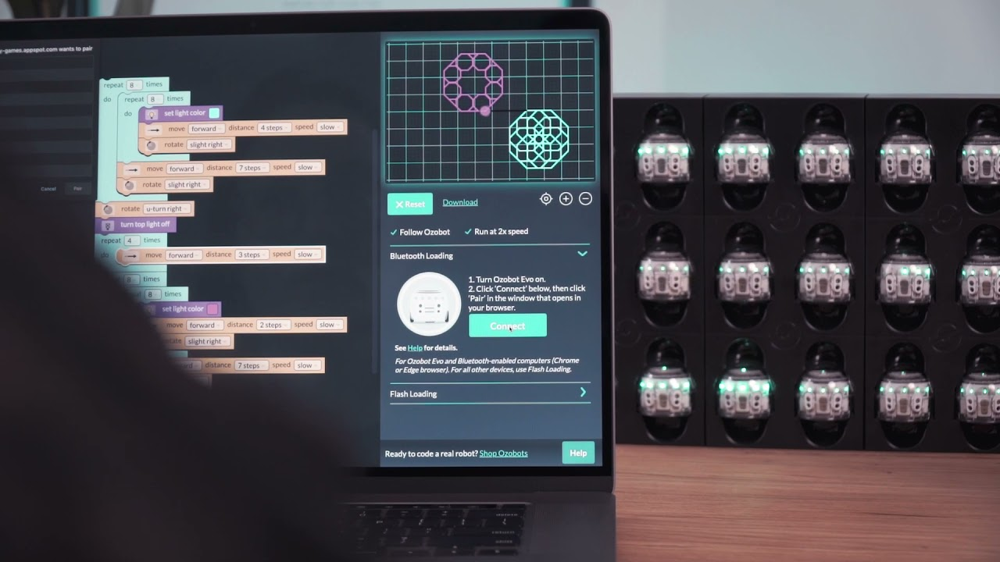 y-games.appspot.com wants to pair
Cancel Pair
repeat 8 times
do repeat 8 times
do set light color
move forward distance 4 steps speed slow
rotate slight right
move forward distance 7 steps speed slow
rotate slight right
rotate u-turn right
turn top light off
repeat 4 times
do move forward distance 3 steps speed slow
8 times
8 times
set light color
move forward distance 2 steps speed slow
rotate slight right
forward distance 7 steps speed slow
Reset Download
Follow Ozobot Run at 2x speed
Bluetooth Loading
1. Turn Ozobot Evo on.
2. Click 'Connect' below, then click
'Pair' in the window that opens in
your browser.
Connect
See Help for details.
For Ozobot Evo and Bluetooth-enabled computers (Chrome
or Edge browser). For all other devices, use Flash Loading.
Flash Loading
Ready to code a real robot? Shop Ozobots Help
delete